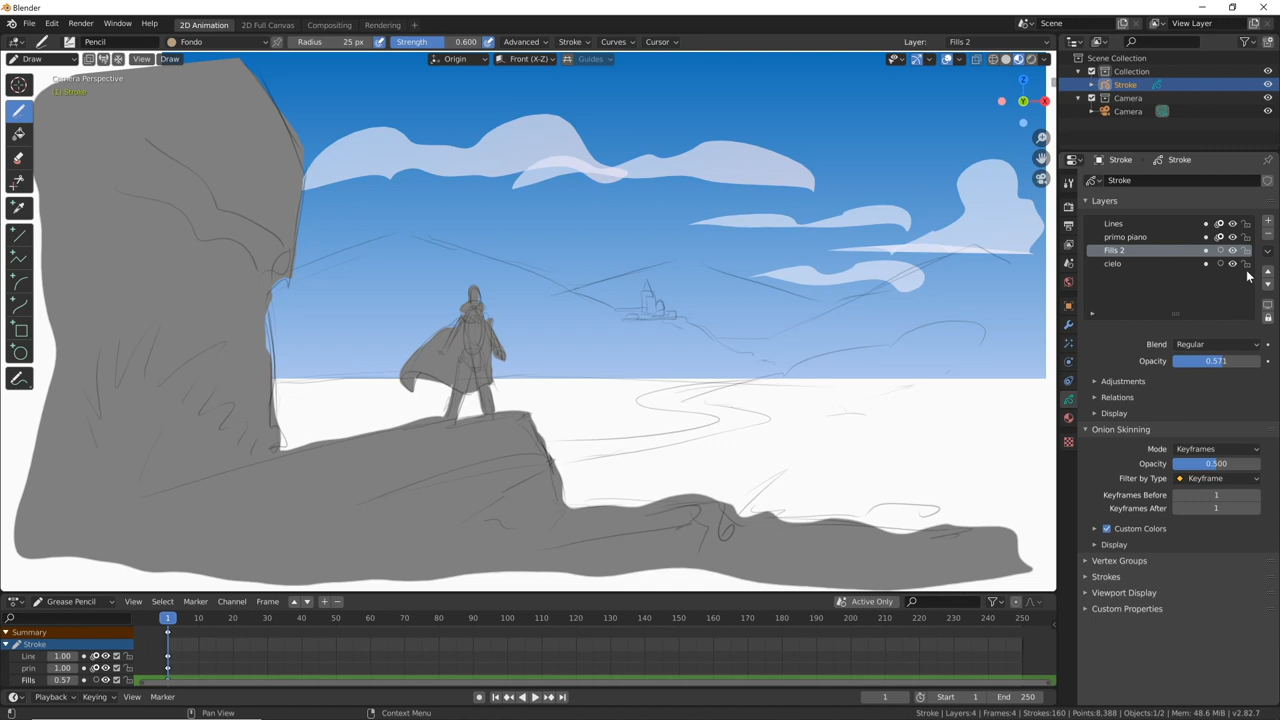 Blender
File Edit Render Window Help 2D Animation 2D Full Canvas Compositing Rendering + Scene View Layer
Pencil Fondo Radius 25 px Strength 0.600 Advanced Stroke Curves Cursor Layer: Fills 2
Draw View Draw Origin Front (X-Z) Guides
Camera Perspective
(1) Stroke
Z
Y
X
Scene Collection
Collection
Stroke
Camera
Camera
Stroke Stroke
Stroke
Layers
Lines
primo piano
Fills 2
cielo
Blend Regular
Opacity 0.571
Adjustments
Relations
Display
Onion Skinning
Mode Keyframes
Opacity 0.500
Filter by Type Keyframe
Keyframes Before 1
Keyframes After 1
Custom Colors
Display
Vertex Groups
Strokes
Viewport Display
Custom Properties
Grease Pencil View Select Marker Channel Frame Active Only
1 10 20 30 40 50 60 70 80 90 100 110 120 130 140 150 160 170 180 190 200 210 220 230 240 250
Summary
Stroke
Line 1.00
prin 1.00
Fills 0.57
Playback Keying View Marker 1 Start 1 End 250
Pan View Context Menu Stroke | Layers:4 | Frames:4 | Strokes:160 | Points:8,388 | Objects:1/2 | Mem: 48.6 MiB | v2.82.7